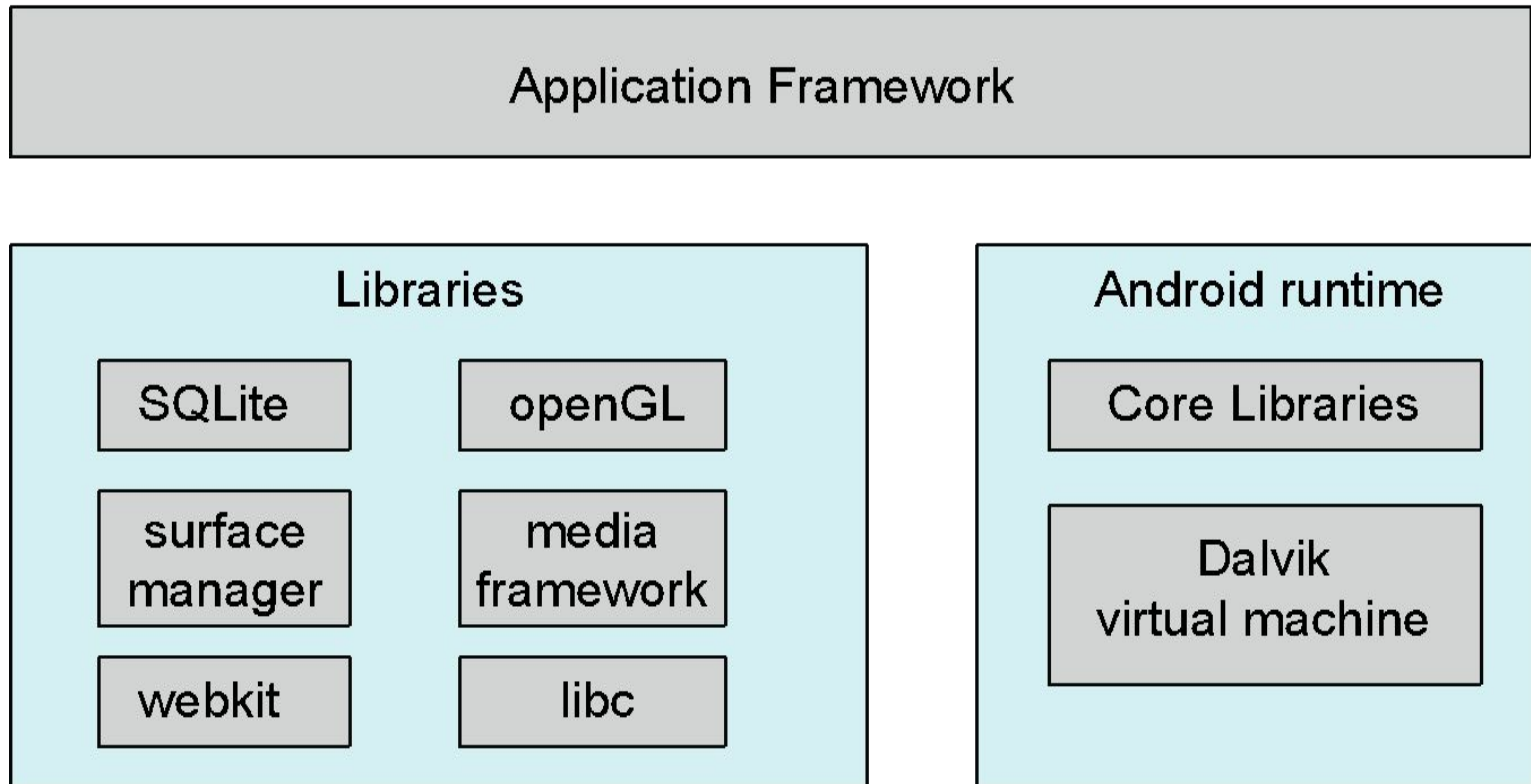 Application Framework
Libraries
SQLite
openGL
surface
manager
media
framework
webkit
libc
Android runtime
Core Libraries
Dalvik
virtual machine